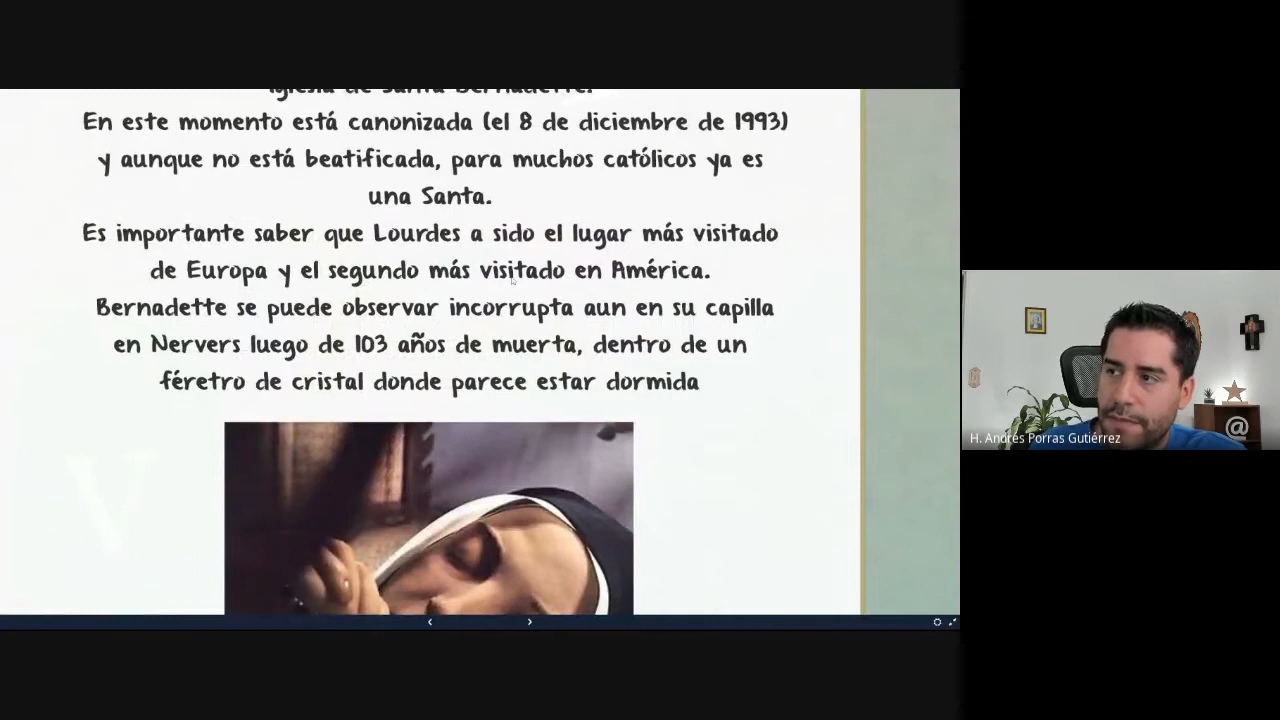 iglesia de Santa Bernadette.
En este momento está canonizada (el 8 de diciembre de 1993)
y aunque no está beatificada, para muchos católicos ya es
una Santa.
Es importante saber que Lourdes a sido el lugar más visitado
de Europa y el segundo más visitado en América.
Bernadette se puede observar incorrupta aun en su capilla
en Nervers luego de 103 años de muerta, dentro de un
féretro de cristal donde parece estar dormida
H. Andres Porras Gutiérrez
@